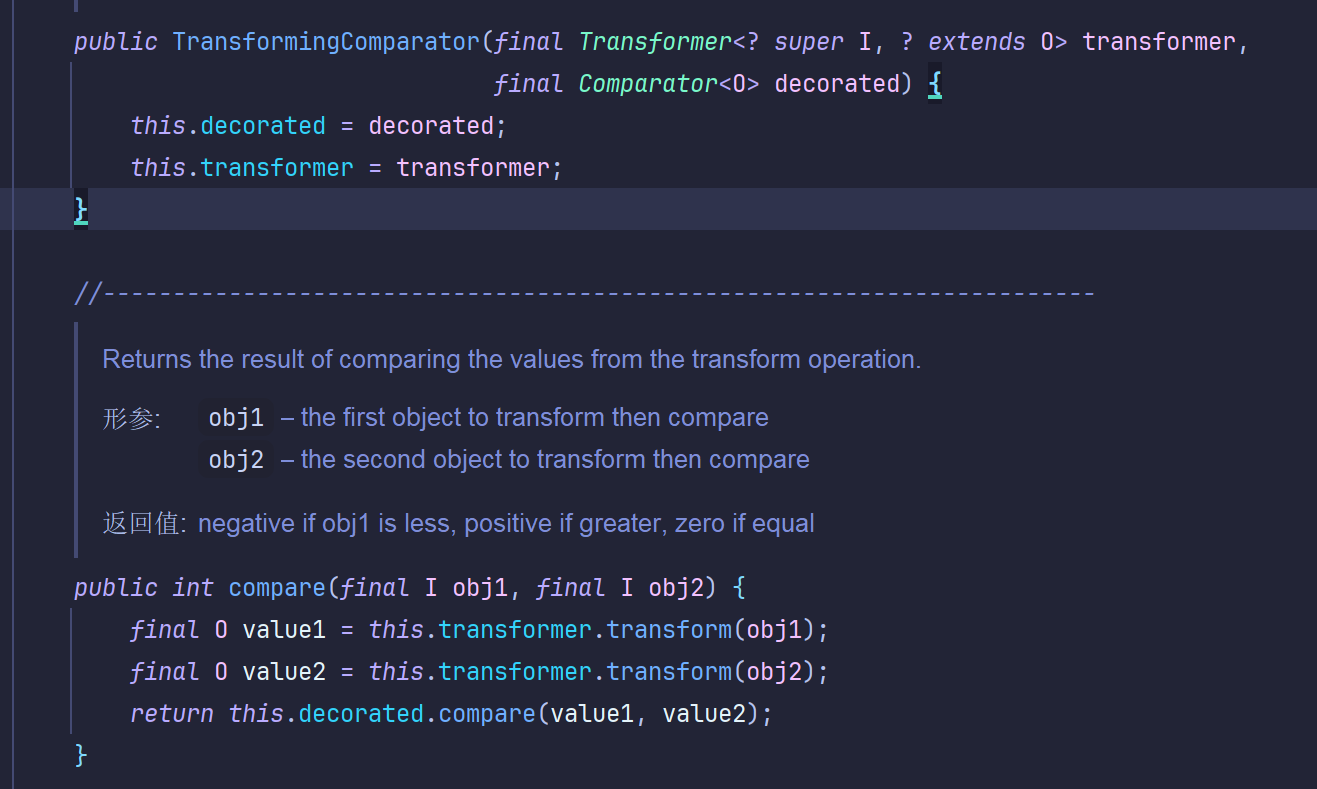 public TransformingComparator(final Transformer<? super I, ? extends O> transformer,
final Comparator<O> decorated) {
this.decorated = decorated;
this.transformer = transformer;
}
//-----------------------------------------------------------------------
Returns the result of comparing the values from the transform operation.
形参: obj1 – the first object to transform then compare
obj2 – the second object to transform then compare
返回值: negative if obj1 is less, positive if greater, zero if equal
public int compare(final I obj1, final I obj2) {
final O value1 = this.transformer.transform(obj1);
final O value2 = this.transformer.transform(obj2);
return this.decorated.compare(value1, value2);
}